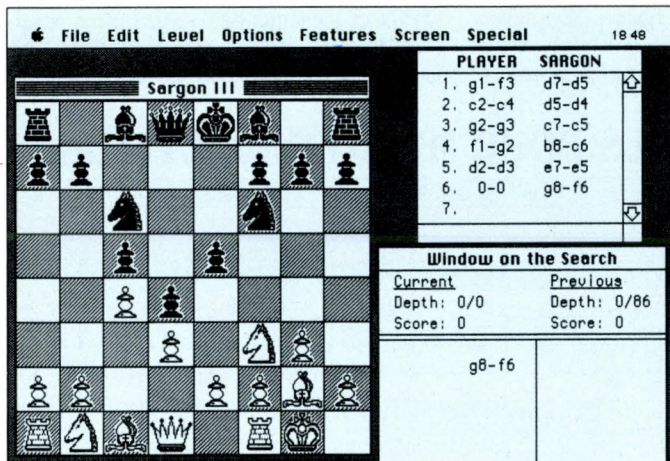 File Edit Level Options Features Screen Special 18 48
Sargon III
PLAYER SARGON
1. g1-f3 d7-d5
2. c2-c4 d5-d4
3. g2-g3 c7-c5
4. f1-g2 b8-c6
5. d2-d3 e7-e5
6. 0-0 g8-f6
7.
Window on the Search
Current Previous
Depth: 0/0 Depth: 0/86
Score: 0 Score: 0
g8-f6